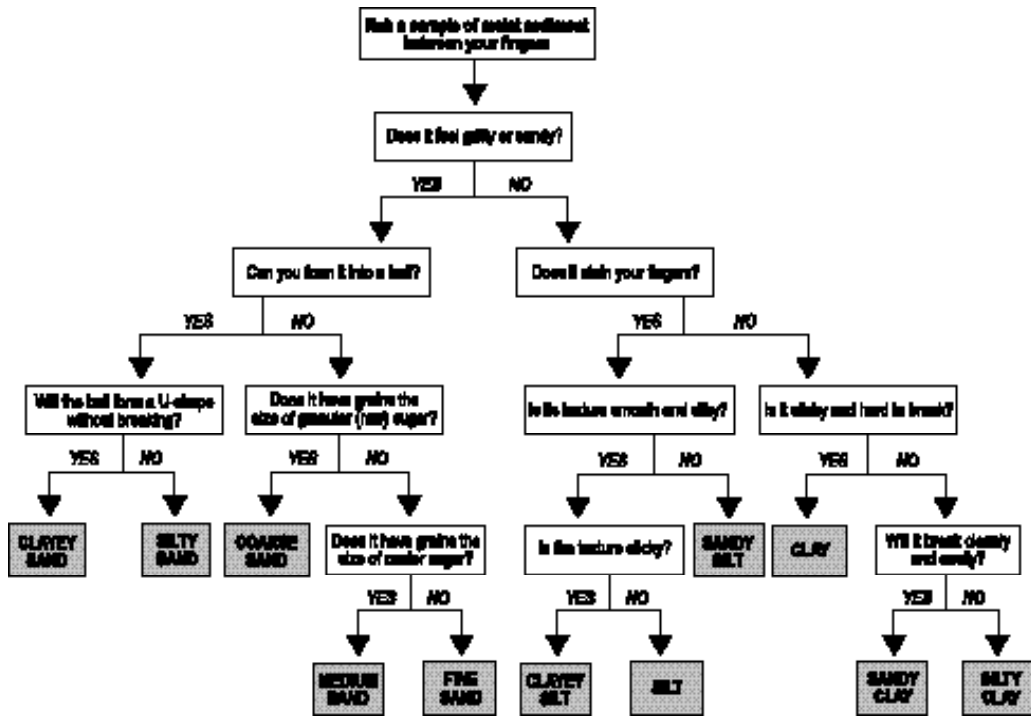 Rub a sample of moist sediment
between your fingers
Does it feel gritty or sandy?
YES
NO
Can you form it into a ball?
Does it stain your fingers?
YES
NO
YES
NO
Will the ball form a U-shape
without breaking?
Does it have grains the
size of granular (raw) sugar?
Is its texture smooth and silky?
Is it sticky and hard to break?
YES
NO
YES
NO
YES
NO
YES
NO
CLAYEY
SAND
SILTY
SAND
COARSE
SAND
Does it have grains the
size of caster sugar?
Is the texture sticky?
SANDY
SILT
CLAY
Will it break cleanly
and easily?
YES
NO
YES
NO
YES
NO
MEDIUM
SAND
FINE
SAND
CLAYEY
SILT
SILT
SANDY
CLAY
SILTY
CLAY